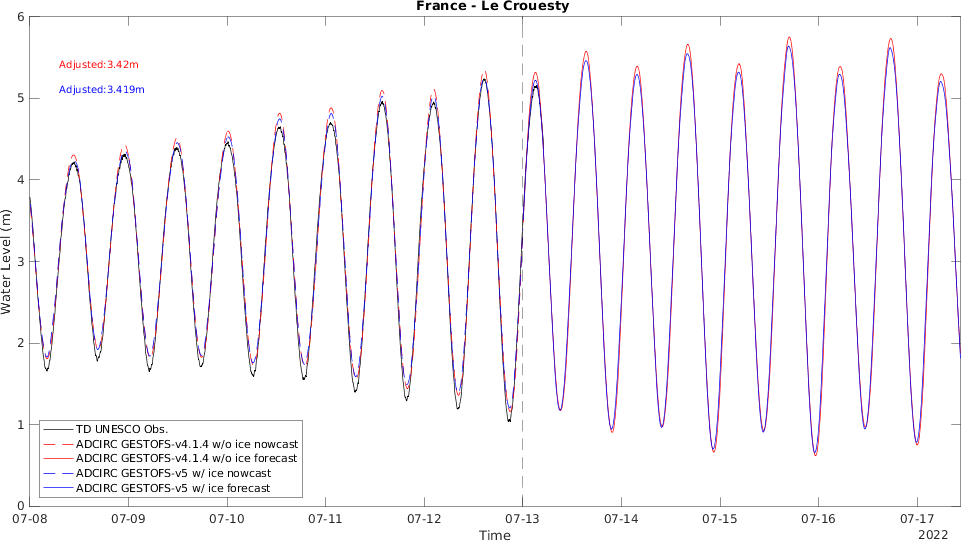 France - Le Crouesty
6
5
4
3
2
1
0
Water Level (m)
Adjusted:3.42m
Adjusted:3.419m
TD UNESCO Obs.
ADCIRC GESTOFS-v4.1.4 w/o ice nowcast
ADCIRC GESTOFS-v4.1.4 w/o ice forecast
ADCIRC GESTOFS-v5 w/ ice nowcast
ADCIRC GESTOFS-v5 w/ ice forecast
07-08 07-09 07-10 07-11 07-12 07-13 07-14 07-15 07-16 07-17
Time
2022